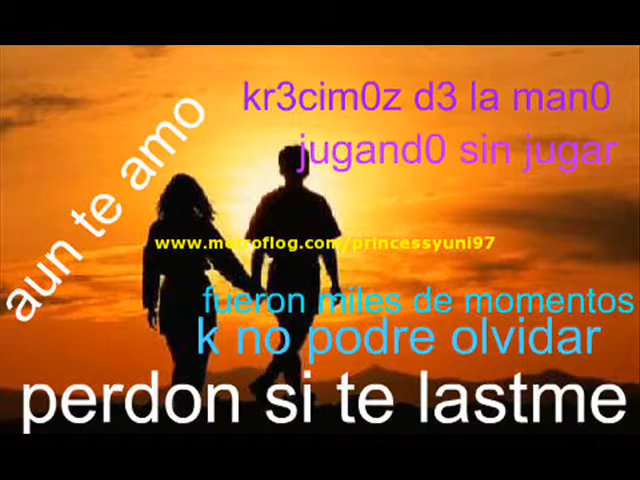 kr3cim0z d3 la man0
jugand0 sin jugar
aun te amo
www.metroflog.com/princessyuni97
fueron miles de momentos
k no podre olvidar
perdon si te lastme